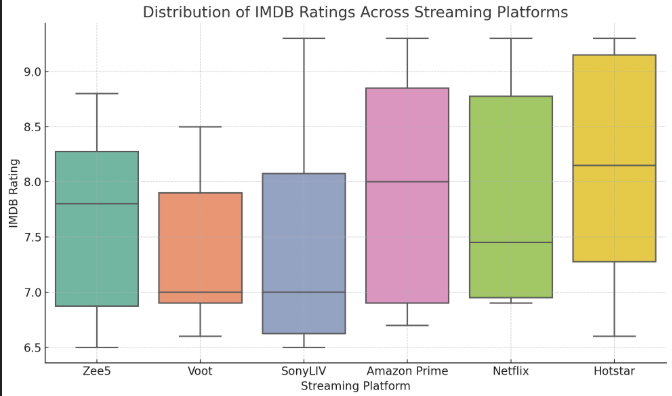 Distribution of IMDB Ratings Across Streaming Platforms
IMDB Rating
9.0
8.5
8.0
7.5
7.0
6.5
Zee5 Voot SonyLIV Amazon Prime Netflix Hotstar
Streaming Platform